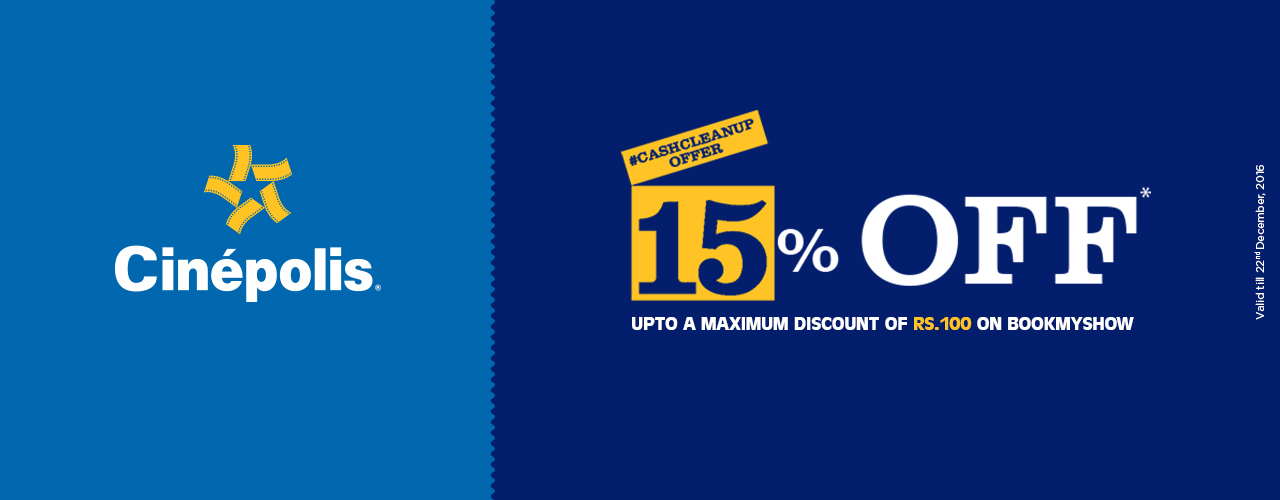 Cinépolis®
#CASHCLEANUP
OFFER
15% OFF*
UPTO A MAXIMUM DISCOUNT OF RS.100 ON BOOKMYSHOW
Valid till 22nd December, 2016